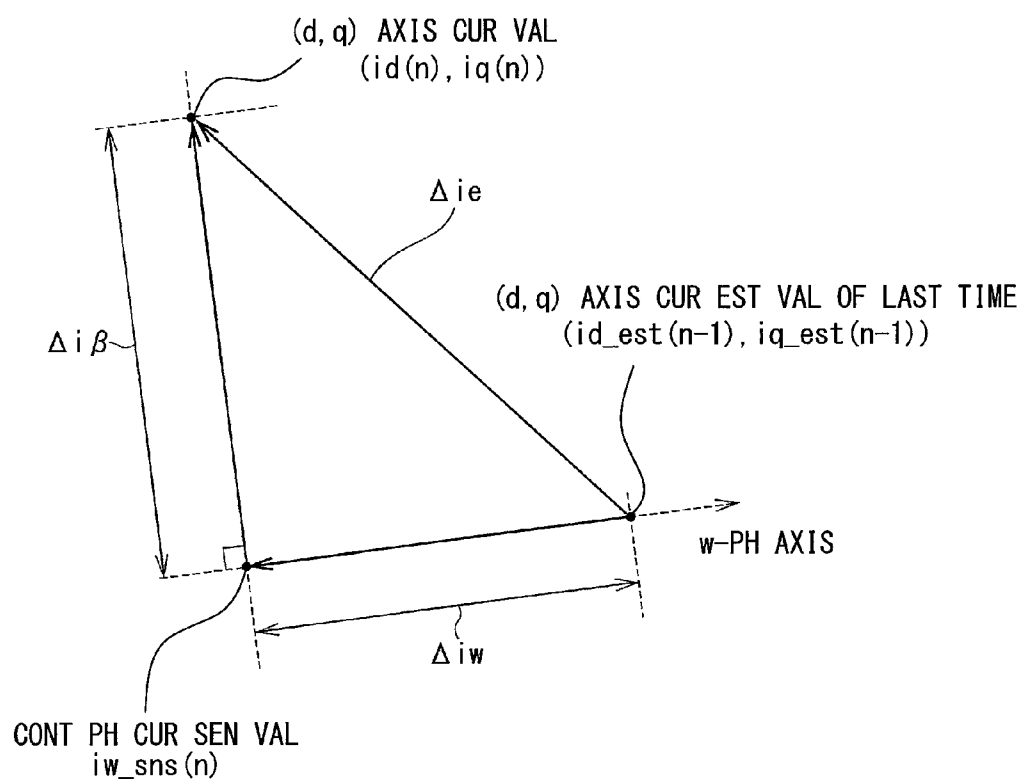 (d,q) AXIS CUR VAL
(id(n), iq(n))
Δie
(d,q) AXIS CUR EST VAL OF LAST TIME
(id_est(n-1), iq_est(n-1))
Δiβ
w-PH AXIS
Δiw
CONT PH CUR SEN VAL
iw_sns(n)